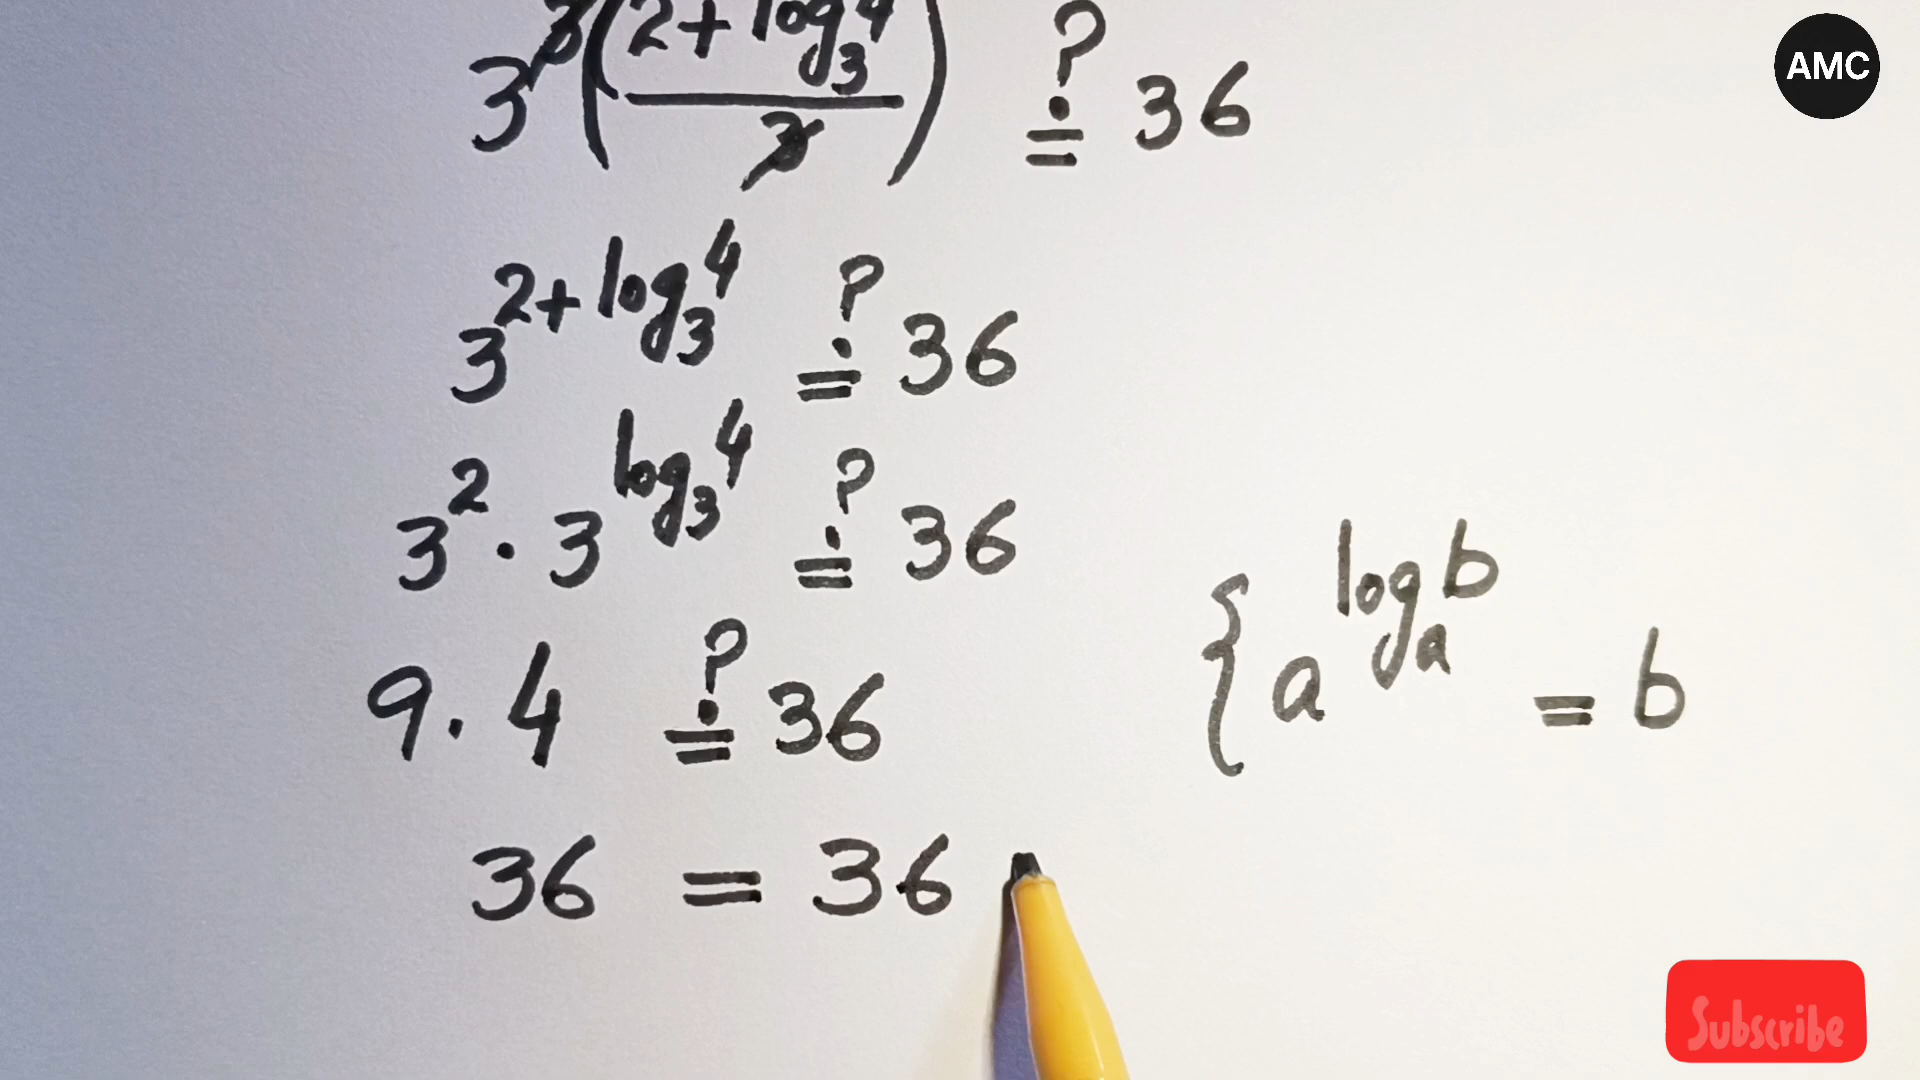 AMC
3^3((2 + log_3 4)/3) ≟ 36
3^(2 + log_3 4) ≟ 36
3^2 · 3^(log_3 4) ≟ 36
9 . 4 ≟ 36
{ a^(log_a b) = b
36 = 36
Subscribe